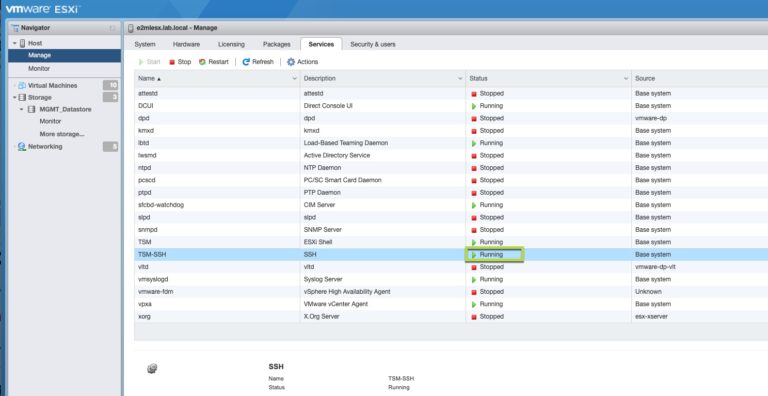 vmware ESXi
Navigator
e2mlesx.lab.local - Manage
Host
Manage
Monitor
Virtual Machines 10
Storage 3
MGMT_Datastore
Monitor
More storage...
Networking 5
System Hardware Licensing Packages Services Security & users
Start Stop Restart Refresh Actions
Name Description Status Source
attestd attestd Stopped Base system
DCUI Direct Console UI Running Base system
dpd dpd Stopped vmware-dp
kmxd kmxd Stopped Base system
lbtd Load-Based Teaming Daemon Running Base system
lwsmd Active Directory Service Stopped Base system
ntpd NTP Daemon Stopped Base system
pcscd PC/SC Smart Card Daemon Stopped Base system
ptpd PTP Daemon Stopped Base system
sfcbd-watchdog CIM Server Stopped Base system
slpd slpd Stopped Base system
snmpd SNMP Server Stopped Base system
TSM ESXi Shell Running Base system
TSM-SSH SSH Running Base system
vltd vltd Stopped vmware-dp-vlt
vmsyslogd Syslog Server Running Base system
vmware-fdm vSphere High Availability Agent Stopped Unknown
vpxa VMware vCenter Agent Running Base system
xorg X.Org Server Stopped esx-xserver
SSH
Name TSM-SSH
Status Running